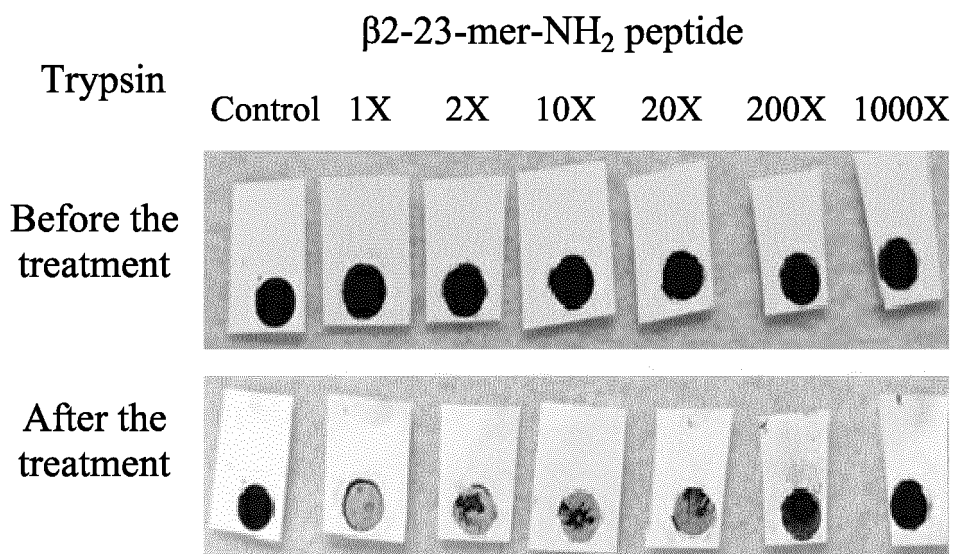 β2-23-mer-NH₂ peptide
Trypsin
Control 1X 2X 10X 20X 200X 1000X
Before the
treatment
After the
treatment